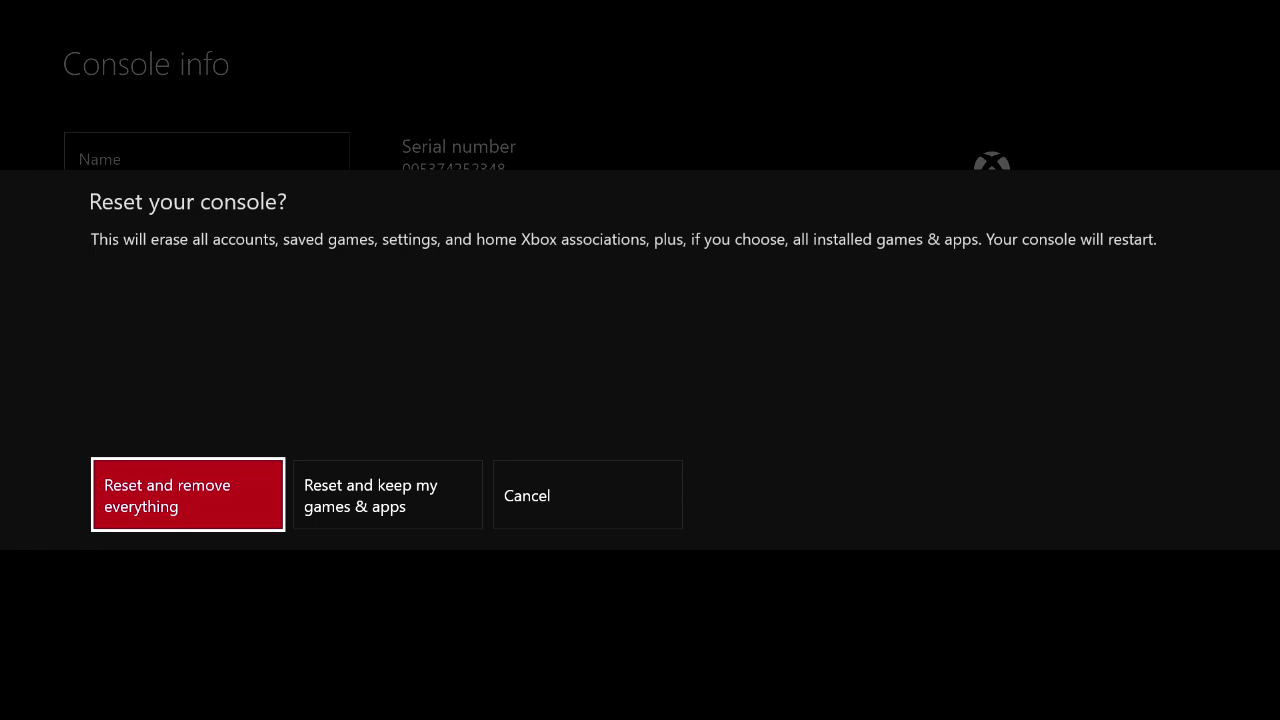 Console info
Name
Serial number
005374252348
Reset your console?
This will erase all accounts, saved games, settings, and home Xbox associations, plus, if you choose, all installed games & apps. Your console will restart.
Reset and remove
everything
Reset and keep my
games & apps
Cancel